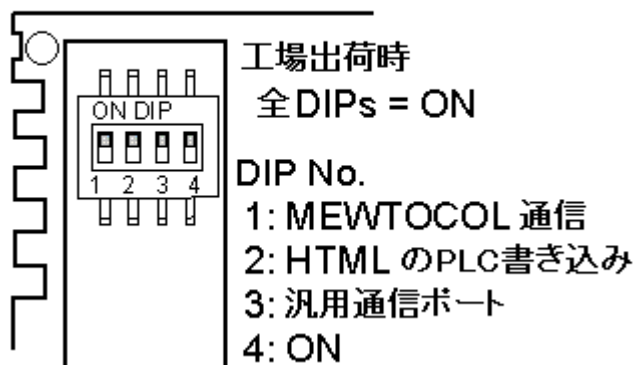 工場出荷時
全DIPs = ON
ON DIP
1 2 3 4
DIP No.
1: MEWTOCOL 通信
2: HTML のPLC書き込み
3: 汎用通信ポート
4: ON